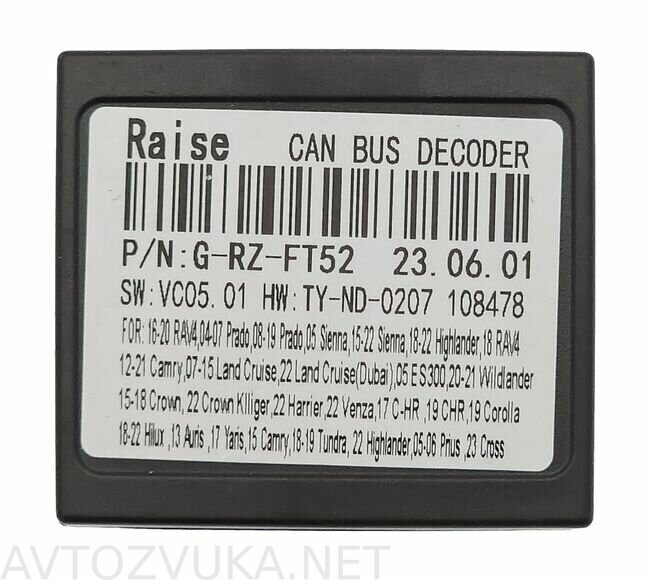 Raise CAN BUS DECODER
P/N:G-RZ-FT52 23.06.01
SW:VC05.01 HW:TY-ND-0207 108478
FOR: 16-20 RAV4,04-07 Prado,08-19 Prado,05 Sienna,15-22 Sienna,18-22 Highlander,18 RAV4
12-21 Camry,07-15 Land Cruise,22 Land Cruise(Dubai),05 ES300,20-21 Wildlander
15-18 Crown, 22 Crown Klliger,22 Harrier,22 Venza,17 C-HR ,19 CHR,19 Corolla
18-22 Hilux ,13 Auris ,17 Yaris,15 Camry,18-19 Tundra, 22 Highlander,05-06 Prius ,23 Cross
AVTOZVUKA.NET